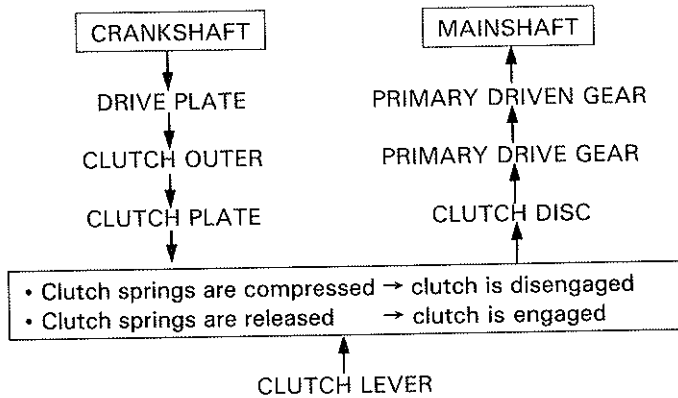 CRANKSHAFT
DRIVE PLATE
CLUTCH OUTER
CLUTCH PLATE
MAINSHAFT
PRIMARY DRIVEN GEAR
PRIMARY DRIVE GEAR
CLUTCH DISC
• Clutch springs are compressed → clutch is disengaged
• Clutch springs are released → clutch is engaged
CLUTCH LEVER